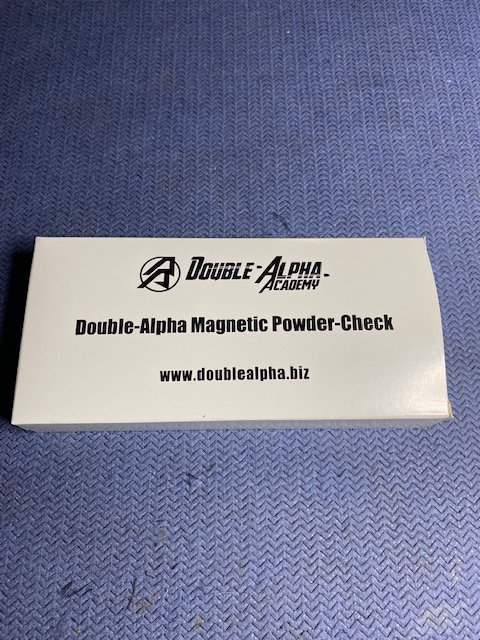 DOUBLE-ALPHA
ACADEMY
Double-Alpha Magnetic Powder-Check
www.doublealpha.biz